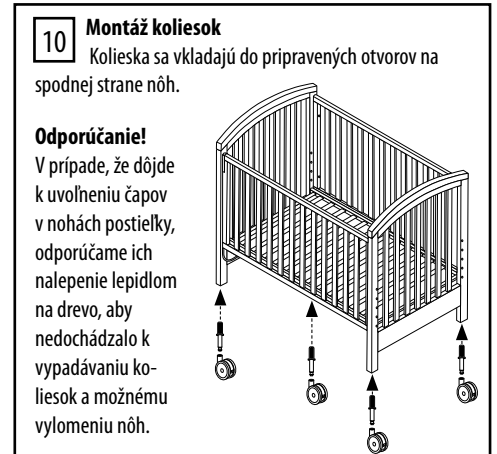 10 Montáž koliesok
Kolieska sa vkladajú do pripravených otvorov na
spodnej strane nôh.
Odporúčanie!
V prípade, že dôjde
k uvoľneniu čapov
v nohách postieľky,
odporúčame ich
nalepenie lepidlom
na drevo, aby
nedochádzalo k
vypadávaniu ko-
liesok a možnému
vylomeniu nôh.